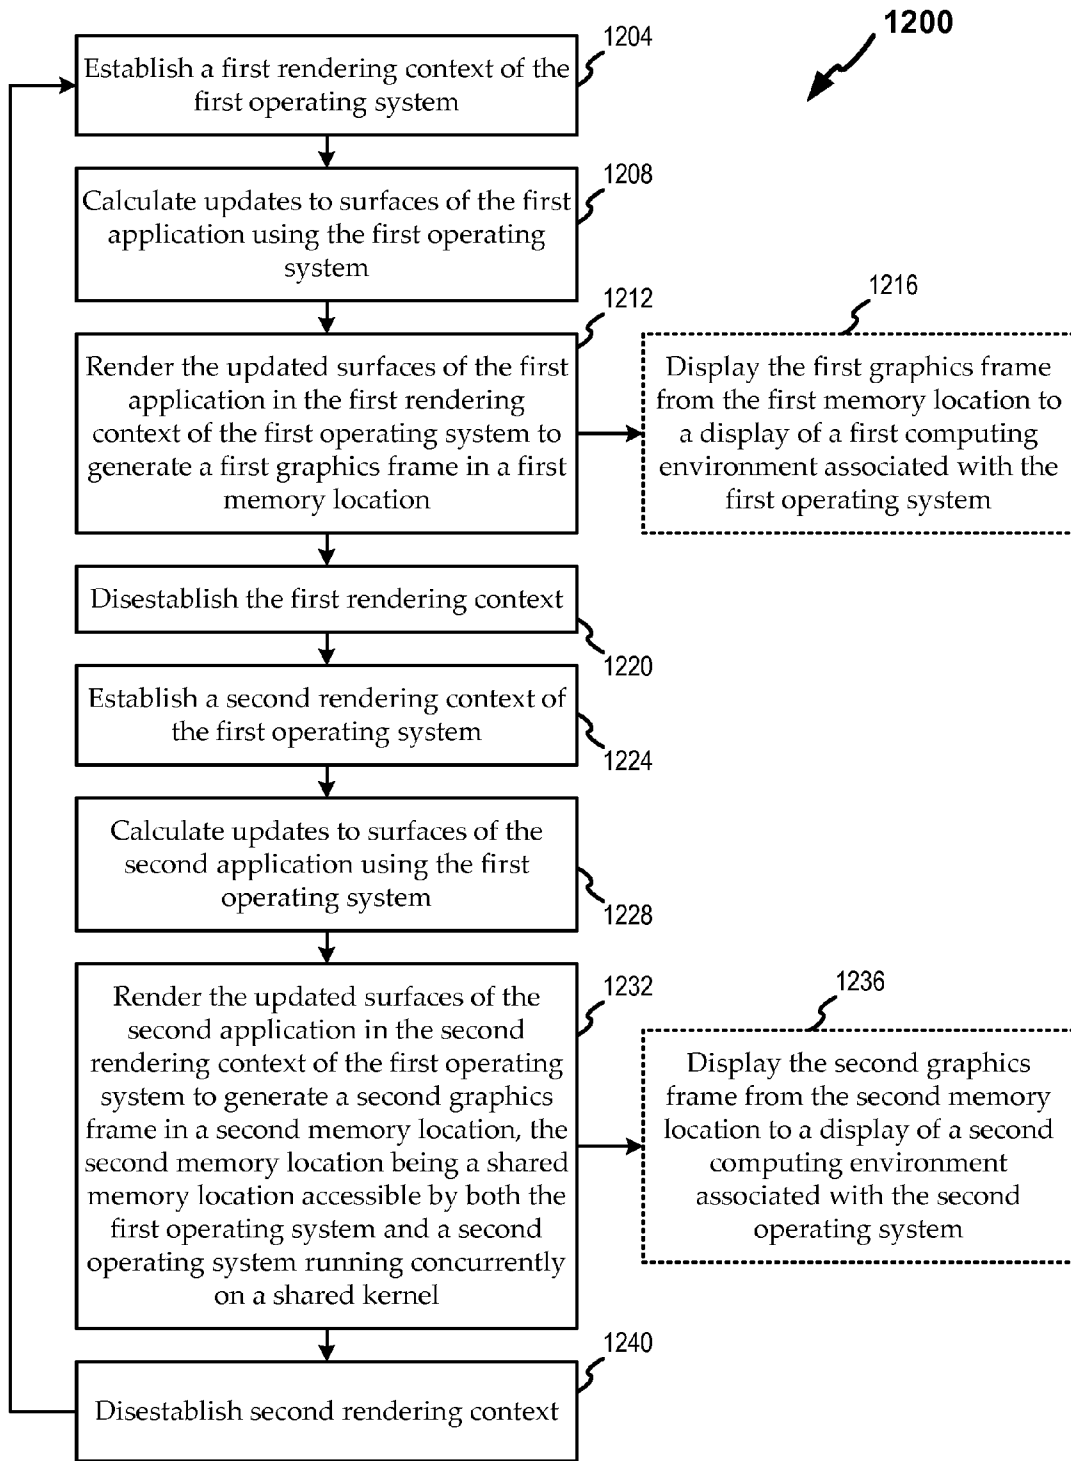 1200
1204
Establish a first rendering context of the
first operating system
1208
Calculate updates to surfaces of the first
application using the first operating
system
1212
Render the updated surfaces of the first
application in the first rendering
context of the first operating system to
generate a first graphics frame in a first
memory location
1216
Display the first graphics frame
from the first memory location to
a display of a first computing
environment associated with the
first operating system
Disestablish the first rendering context
1220
Establish a second rendering context of
the first operating system
1224
Calculate updates to surfaces of the
second application using the first
operating system
1228
1232
Render the updated surfaces of the
second application in the second
rendering context of the first operating
system to generate a second graphics
frame in a second memory location, the
second memory location being a shared
memory location accessible by both the
first operating system and a second
operating system running concurrently
on a shared kernel
1236
Display the second graphics
frame from the second memory
location to a display of a second
computing environment
associated with the second
operating system
1240
Disestablish second rendering context